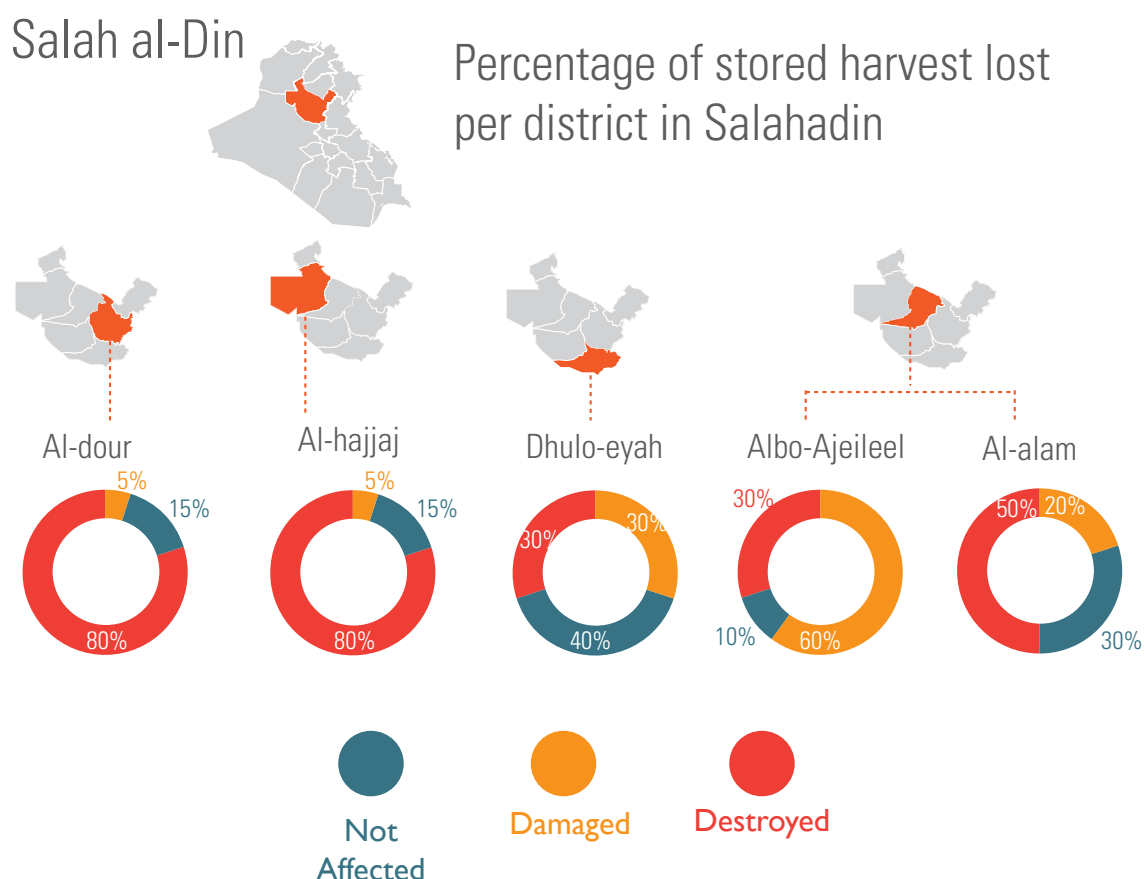 Salah al-Din
Percentage of stored harvest lost
per district in Salahadin
Al-dour
5%
15%
80%
Al-hajjaj
5%
15%
80%
Dhulo-eyah
30%
30%
40%
Albo-Ajeileel
30%
10%
60%
Al-alam
50%
20%
30%
Not
Affected
Damaged
Destroyed